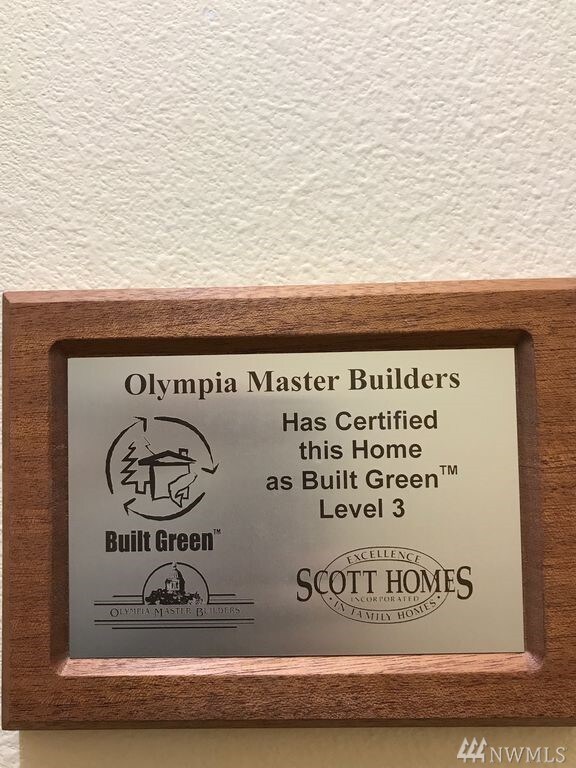 Olympia Master Builders
Has Certified
this Home
as Built Green™
Level 3
Built Green™
OLYMPIA MASTER BUILDERS
EXCELLENCE
SCOTT HOMES
INCORPORATED
IN FAMILY HOMES
NWMLS